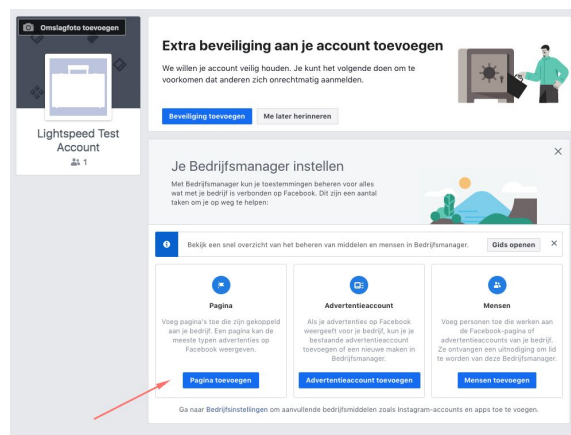 Omslagfoto toevoegen
Lightspeed Test
Account
1
Extra beveiliging aan je account toevoegen
We willen je account veilig houden. Je kunt het volgende doen om te
voorkomen dat anderen zich onrechtmatig aanmelden.
Beveiliging toevoegen
Me later herinneren
Je Bedrijfsmanager instellen
Met Bedrijfsmanager kun je toestemmingen beheren voor alles
wat met je bedrijf is verbonden op Facebook. Dit zijn een aantal
taken om je op weg te helpen:
Bekijk een snel overzicht van het beheren van middelen en mensen in Bedrijfsmanager.
Gids openen
Pagina
Voeg pagina's toe die zijn gekoppeld
aan je bedrijf. Een pagina kan de
meeste typen advertenties op
Facebook weergeven.
Pagina toevoegen
Advertentieaccount
Als je advertenties op Facebook
weergeeft voor je bedrijf, kun je je
bestaande advertentieaccount
toevoegen of een nieuwe maken in
Bedrijfsmanager.
Advertentieaccount toevoegen
Mensen
Voeg personen toe die werken aan
de Facebook-pagina of
advertentieaccounts van je bedrijf.
Ze ontvangen een uitnodiging om lid
te worden van deze Bedrijfsmanager.
Mensen toevoegen
Ga naar Bedrijfsinstellingen om aanvullende bedrijfsmiddelen zoals Instagram-accounts en apps toe te voegen.